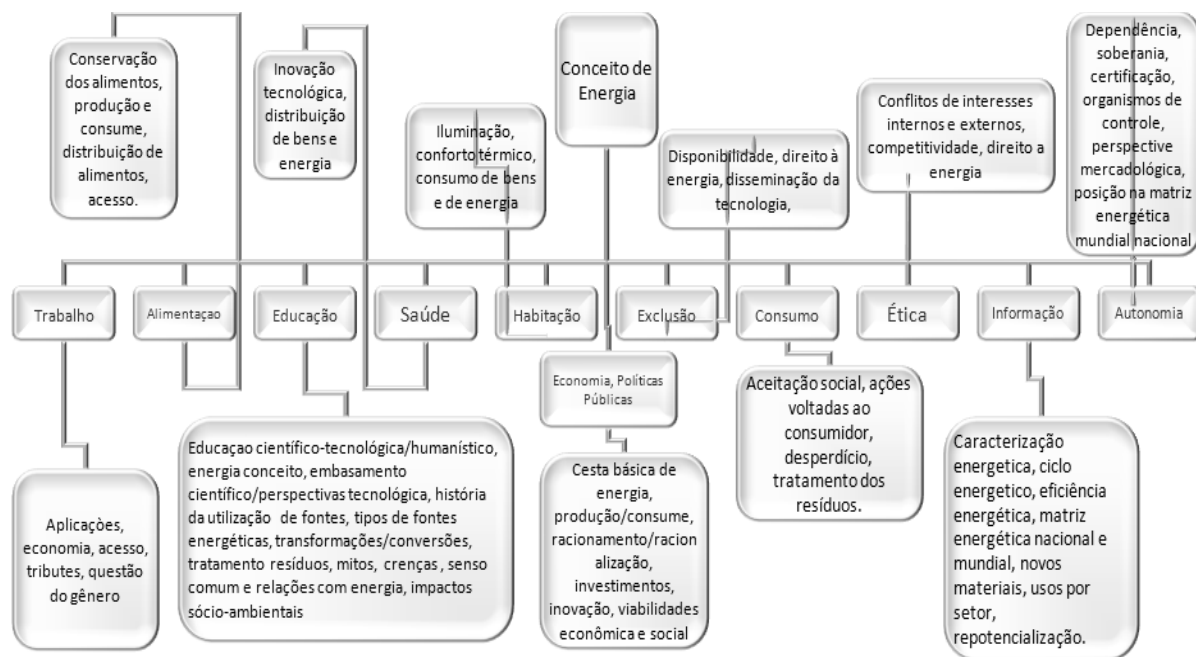 Conservação
dos alimentos,
produção e
consume,
distribuição de
alimentos,
acesso.
Inovação
tecnológica,
distribuição
de bens e
energia
Iluminação,
conforto térmico,
consumo de bens
e de energia
Conceito de
Energia
Disponibilidade, direito à
energia, disseminação da
tecnologia,
Conflitos de interesses
internos e externos,
competitividade, direito a
energia
Dependência,
soberania,
certificação,
organismos de
controle,
perspective
mercadológica,
posição na matriz
energética
mundial nacional
Trabalho
Alimentaçao
Educação
Saúde
Habitação
Exclusão
Consumo
Ética
Informação
Autonomia
Economia, Políticas
Públicas
Aplicaçòes,
economia, acesso,
tributes, questão
do gênero
Educaçao científico-tecnológica/humanístico,
energia conceito, embasamento
científico/perspectivas tecnológica, história
da utilização de fontes, tipos de fontes
energéticas, transformações/conversões,
tratamento resíduos, mitos, crenças , senso
comum e relações com energia, impactos
sócio-ambientais
Cesta básica de
energia,
produção/consume,
racionamento/racion
alização,
investimentos,
inovação, viabilidades
econômica e social
Aceitação social, ações
voltadas ao
consumidor,
desperdício,
tratamento dos
resíduos.
Caracterização
energetica, ciclo
energetico, eficiência
energética, matriz
energética nacional e
mundial, novos
materiais, usos por
setor,
repotencialização.